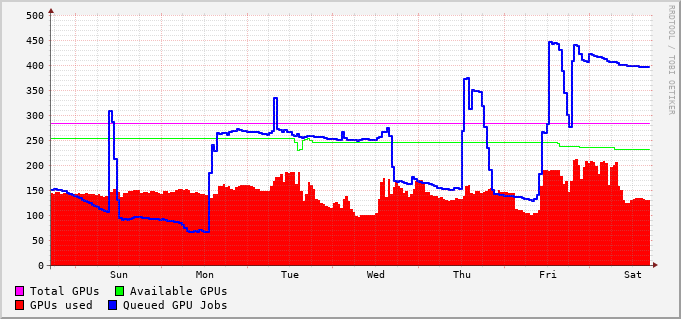 500
450
400
350
300
250
200
150
100
50
0
Sun Mon Tue Wed Thu Fri Sat
Total GPUs Available GPUs
GPUs used Queued GPU Jobs
RRDTOOL / TOBI OETIKER